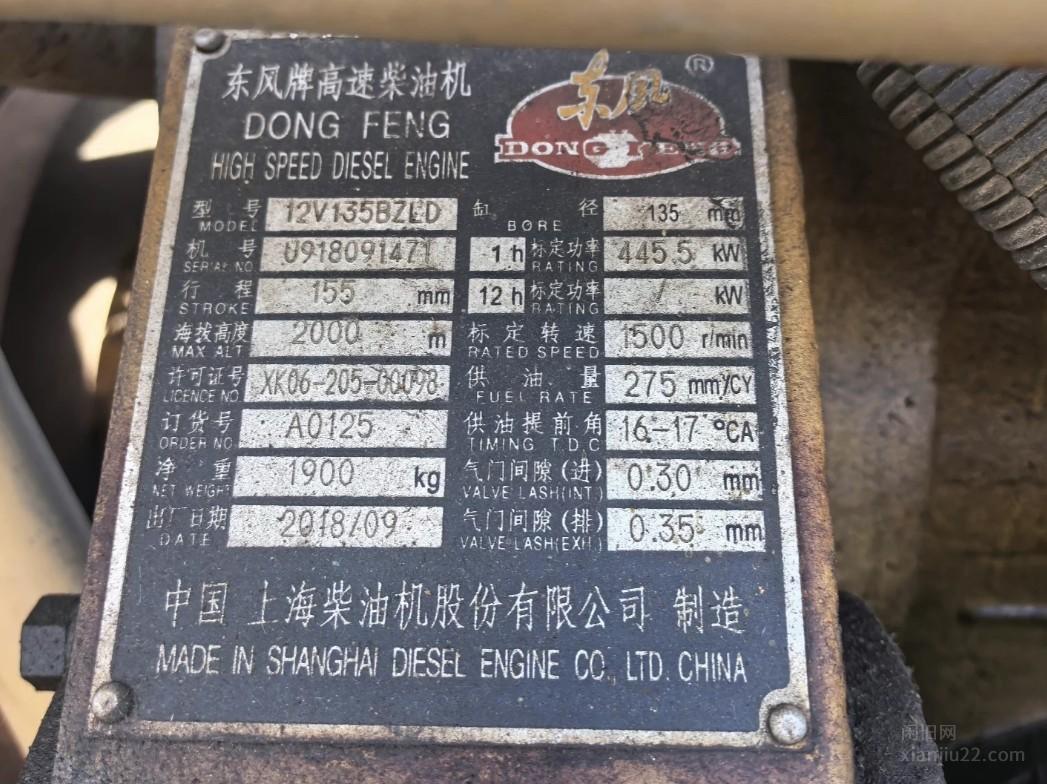 东风牌高速柴油机
DONG FENG
HIGH SPEED DIESEL ENGINE
东风 ®
DONG FENG
型号 MODEL 12V135BZLD 缸径 BORE 135 mm
机号 SERIAL NO. U918091471 1 h 标定功率 RATING 445.5 kW
行程 STROKE 155 mm 12 h 标定功率 RATING / kW
海拔高度 MAX ALT 2000 m 标定转速 RATED SPEED 1500 r/min
许可证号 LICENCE NO. XK06-205-00098 供油量 FUEL RATE 275 mm³/CY
订货号 ORDER NO A0125 供油提前角 TIMING T.D.C 16-17 °CA
净重 NET WEIGHT 1900 kg 气门间隙(进) VALVE LASH(INT.) 0.30 mm
出厂日期 DATE 2018/09 气门间隙(排) VALVE LASH(EXH.) 0.35 mm
中国 上海柴油机股份有限公司 制造
MADE IN SHANGHAI DIESEL ENGINE CO., LTD. CHINA
闲旧网
xianjiu22.com